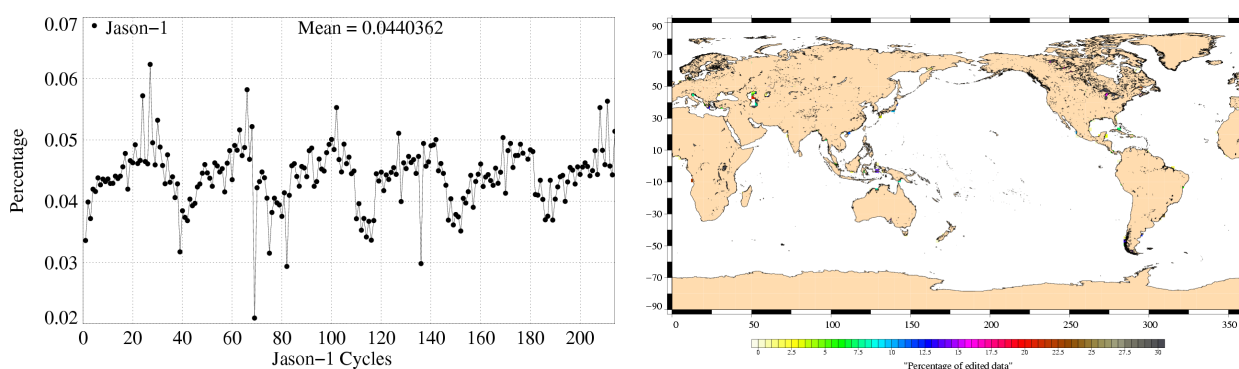 Jason−1
Mean = 0.0440362
0.07
0.06
0.05
0.04
0.03
0.02
Percentage
0 20 40 60 80 100 120 140 160 180 200
Jason−1 Cycles
90
70
50
30
10
−10
−30
−50
−70
−90
0 50 100 150 200 250 300 350
0 2.5 5 7.5 10 12.5 15 17.5 20 22.5 25 27.5 30
"Percentage of edited data"